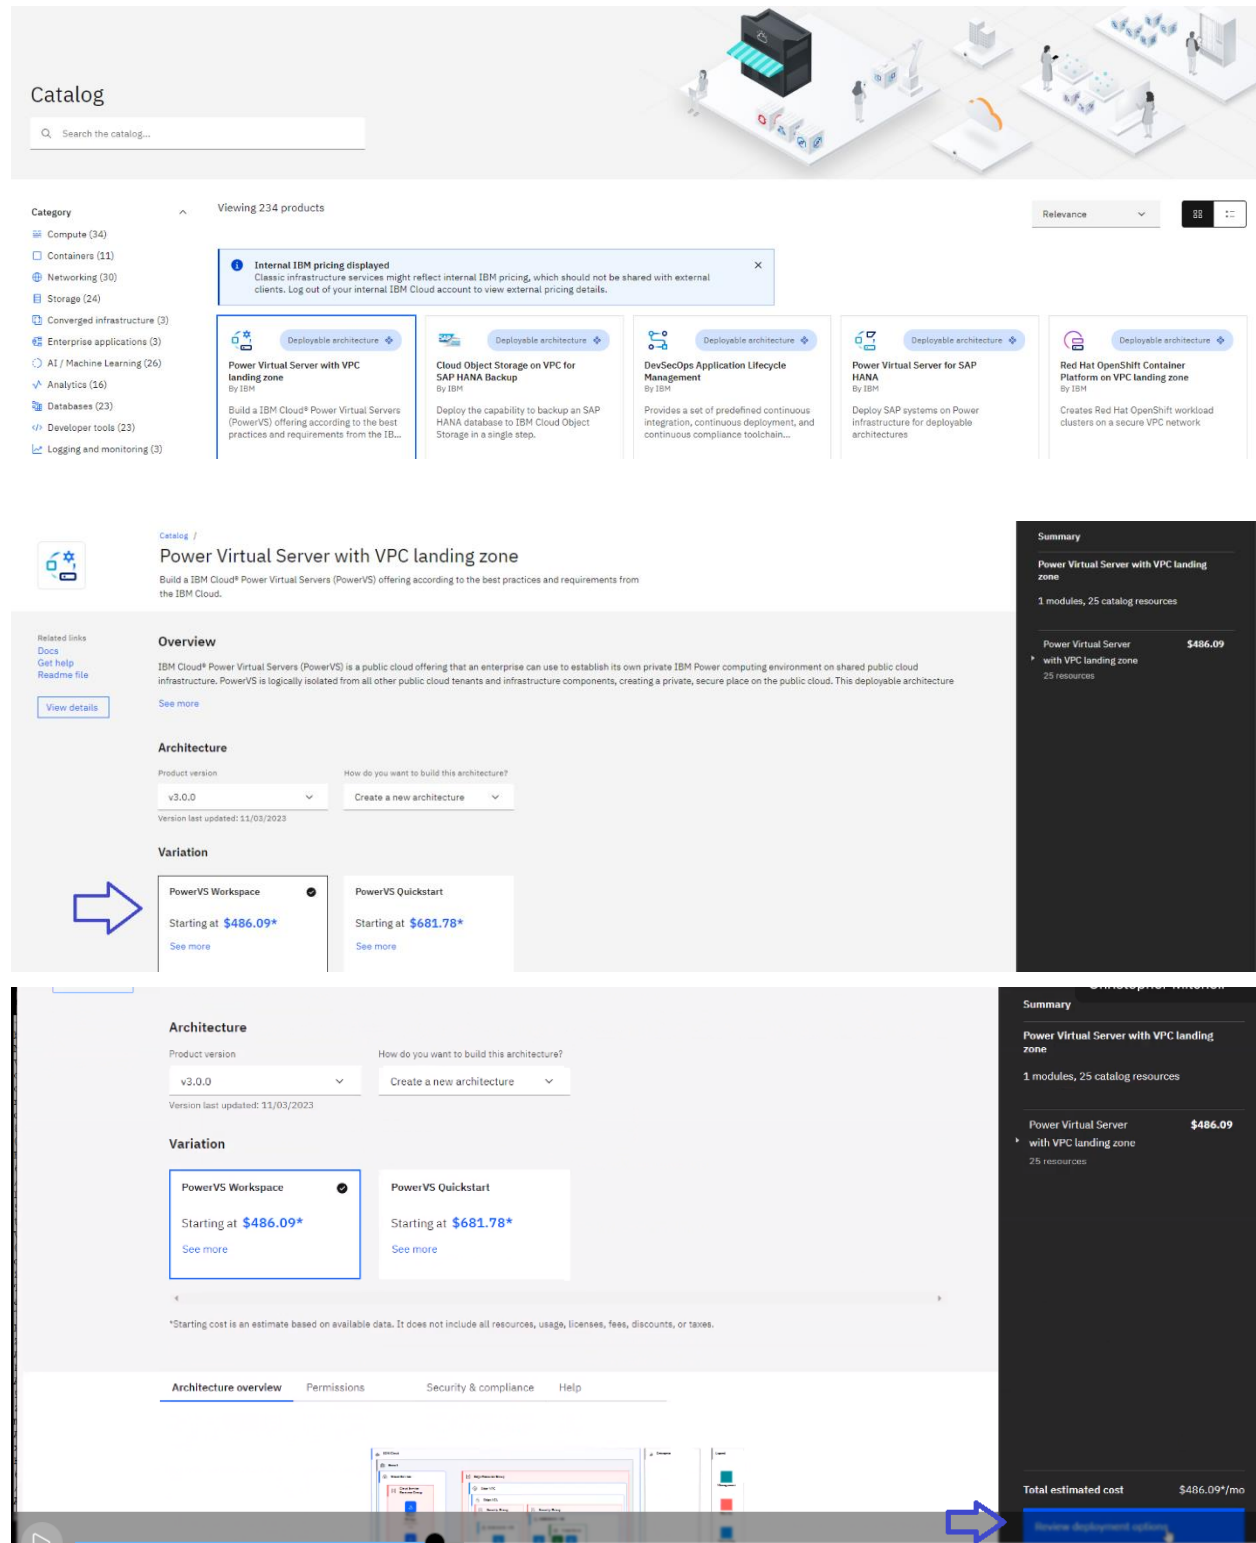 Catalog
Search the catalog...
Category
Compute (34)
Containers (11)
Networking (30)
Storage (24)
Converged infrastructure (3)
Enterprise applications (3)
AI / Machine Learning (26)
Analytics (16)
Databases (23)
Developer tools (23)
Logging and monitoring (3)
Viewing 234 products
Relevance
Internal IBM pricing displayed
Classic infrastructure services might reflect internal IBM pricing, which should not be shared with external
clients. Log out of your internal IBM Cloud account to view external pricing details.
Deployable architecture
Power Virtual Server with VPC
landing zone
By IBM
Build a IBM Cloud® Power Virtual Servers
(PowerVS) offering according to the best
practices and requirements from the IB...
Deployable architecture
Cloud Object Storage on VPC for
SAP HANA Backup
By IBM
Deploy the capability to backup an SAP
HANA database to IBM Cloud Object
Storage in a single step.
Deployable architecture
DevSecOps Application Lifecycle
Management
By IBM
Provides a set of predefined continuous
integration, continuous deployment, and
continuous compliance toolchain...
Deployable architecture
Power Virtual Server for SAP
HANA
By IBM
Deploy SAP systems on Power
infrastructure for deployable
architectures
Deployable architecture
Red Hat OpenShift Container
Platform on VPC landing zone
By IBM
Creates Red Hat OpenShift workload
clusters on a secure VPC network
Catalog /
Power Virtual Server with VPC landing zone
Build a IBM Cloud® Power Virtual Servers (PowerVS) offering according to the best practices and requirements from
the IBM Cloud.
Related links
Docs
Get help
Readme file
View details
Overview
IBM Cloud® Power Virtual Servers (PowerVS) is a public cloud offering that an enterprise can use to establish its own private IBM Power computing environment on shared public cloud
infrastructure. PowerVS is logically isolated from all other public cloud tenants and infrastructure components, creating a private, secure place on the public cloud. This deployable architecture
See more
Architecture
Product version
How do you want to build this architecture?
v3.0.0
Create a new architecture
Version last updated: 11/03/2023
Variation
PowerVS Workspace
Starting at $486.09*
See more
PowerVS Quickstart
Starting at $681.78*
See more
Summary
Power Virtual Server with VPC landing
zone
1 modules, 25 catalog resources
Power Virtual Server
with VPC landing zone
$486.09
25 resources
Architecture
Product version
How do you want to build this architecture?
v3.0.0
Create a new architecture
Version last updated: 11/03/2023
Variation
PowerVS Workspace
Starting at $486.09*
See more
PowerVS Quickstart
Starting at $681.78*
See more
*Starting cost is an estimate based on available data. It does not include all resources, usage, licenses, fees, discounts, or taxes.
Architecture overview
Permissions
Security & compliance
Help
Summary
Power Virtual Server with VPC landing
zone
1 modules, 25 catalog resources
Power Virtual Server
with VPC landing zone
$486.09
25 resources
Total estimated cost
$486.09*/mo
Review deployment options